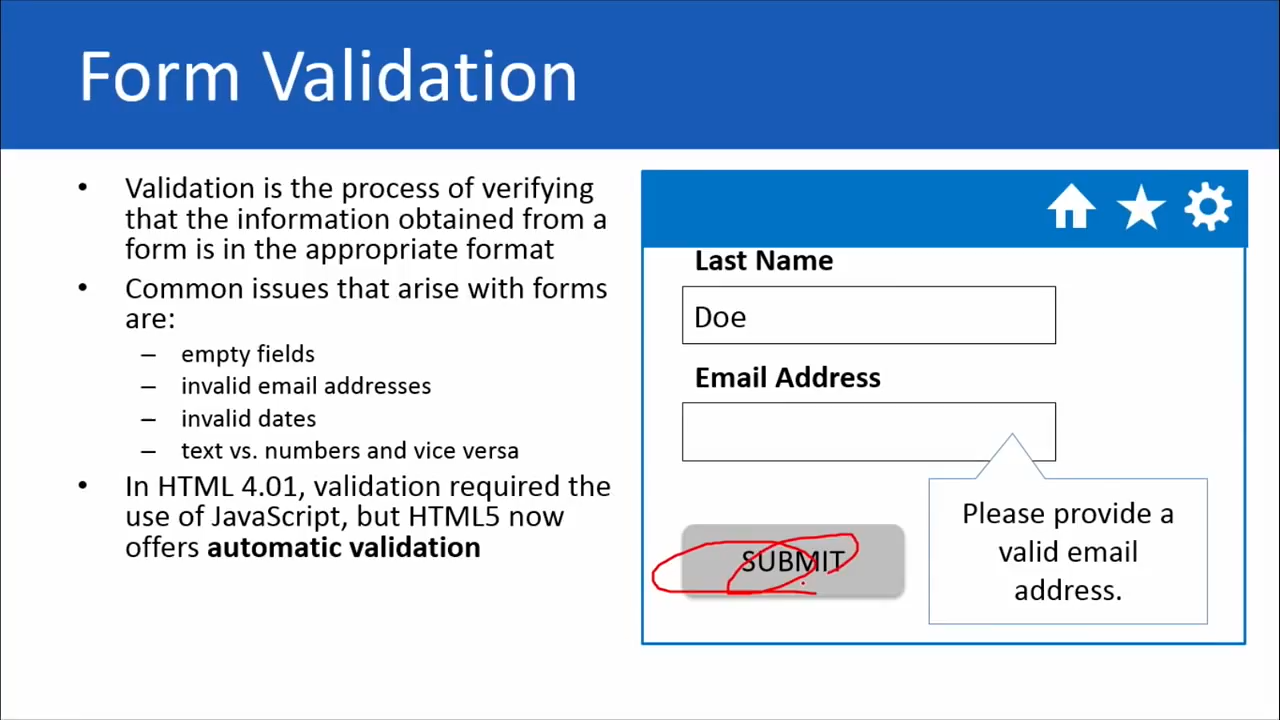 Form Validation
• Validation is the process of verifying
that the information obtained from a
form is in the appropriate format
• Common issues that arise with forms
are:
– empty fields
– invalid email addresses
– invalid dates
– text vs. numbers and vice versa
• In HTML 4.01, validation required the
use of JavaScript, but HTML5 now
offers automatic validation
Last Name
Doe
Email Address
Please provide a
valid email
address.
SUBMIT